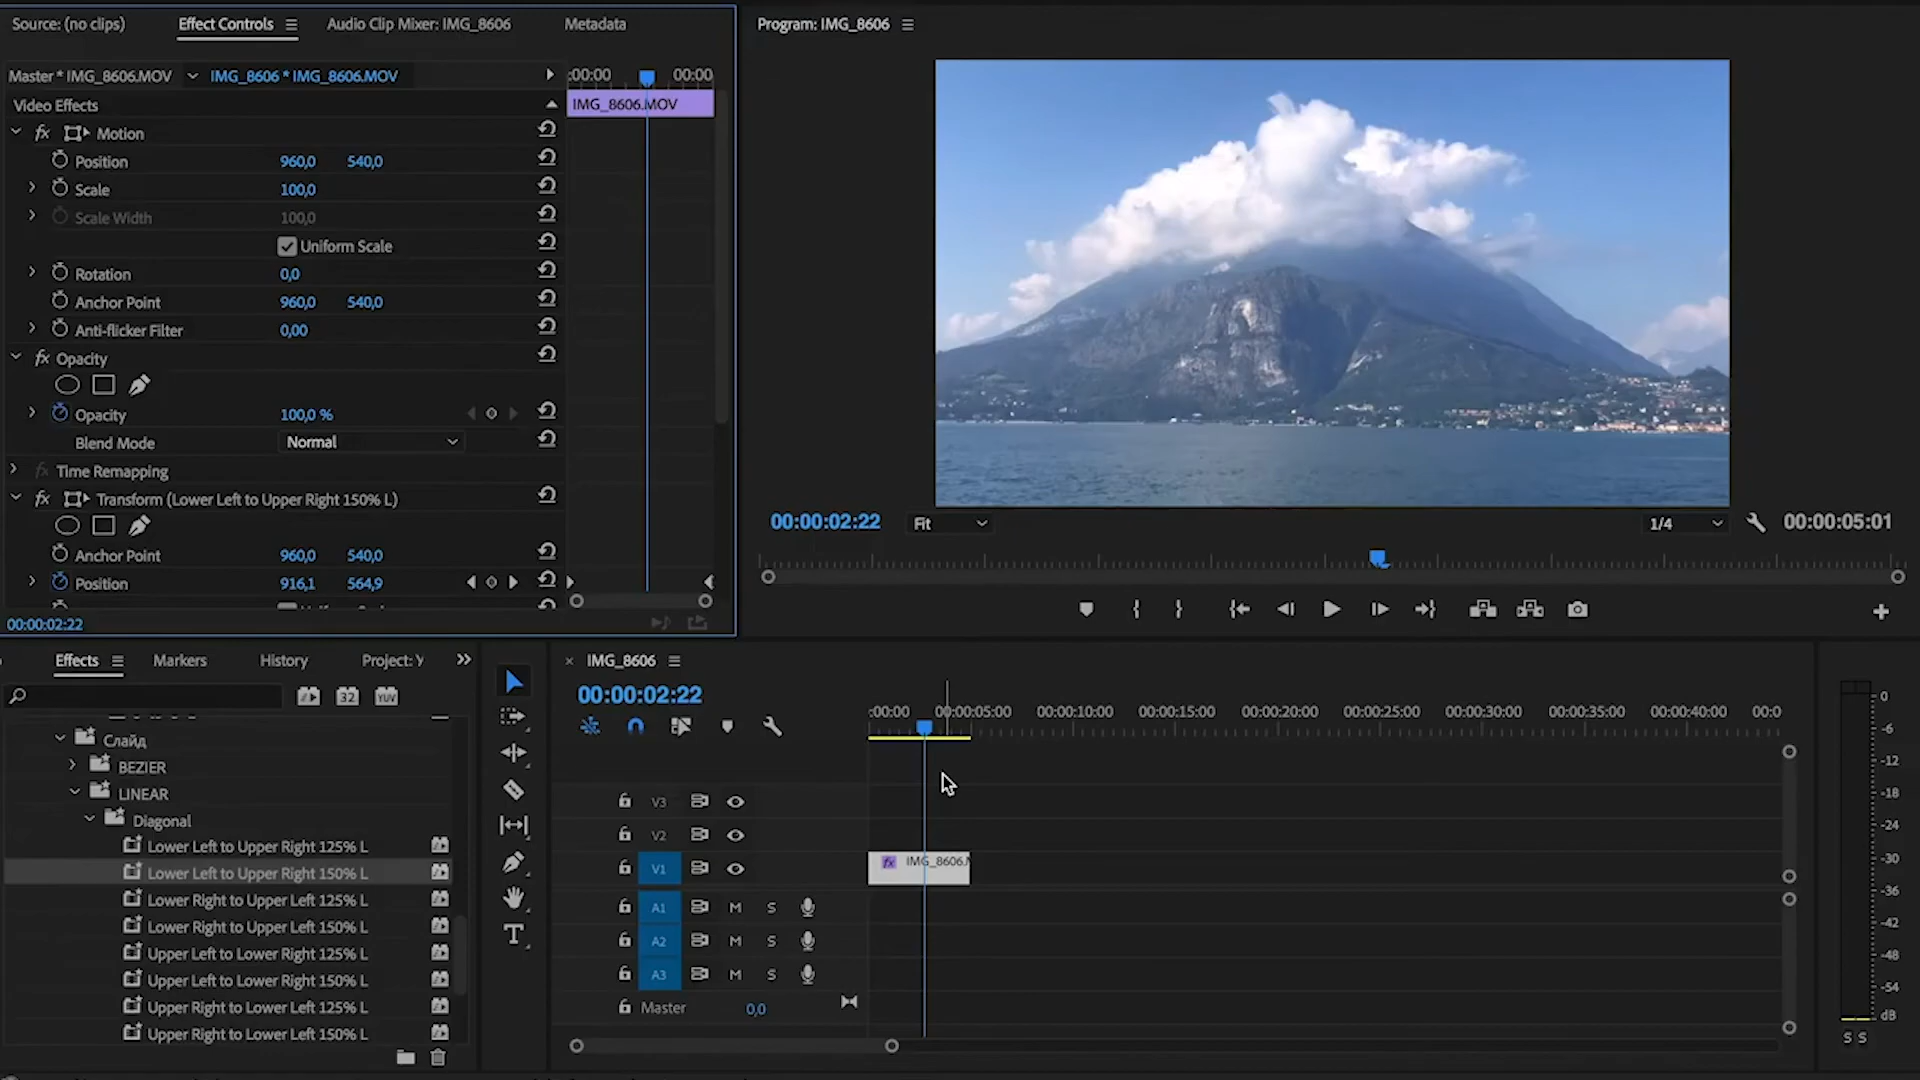 Source: (no clips)
Effect Controls
Audio Clip Mixer: IMG_8606
Metadata
Master * IMG_8606.MOV
IMG_8606 * IMG_8606.MOV
:00:00
00:00
Video Effects
IMG_8606.MOV
fx Motion
Position 960,0 540,0
Scale 100,0
Scale Width 100,0
Uniform Scale
Rotation 0,0
Anchor Point 960,0 540,0
Anti-flicker Filter 0,00
fx Opacity
Opacity 100,0 %
Blend Mode Normal
fx Time Remapping
fx Transform (Lower Left to Upper Right 150% L)
Anchor Point 960,0 540,0
Position 916,1 564,9
00:00:02:22
Program: IMG_8606
00:00:02:22
Fit
1/4
00:00:05:01
Effects
Markers
History
Project: Y
32
YUV
Слайд
BEZIER
LINEAR
Diagonal
Lower Left to Upper Right 125% L
Lower Left to Upper Right 150% L
Lower Right to Upper Left 125% L
Lower Right to Upper Left 150% L
Upper Left to Lower Right 125% L
Upper Left to Lower Right 150% L
Upper Right to Lower Left 125% L
Upper Right to Lower Left 150% L
T
× IMG_8606
00:00:02:22
:00:00
00:00:05:00
00:00:10:00
00:00:15:00
00:00:20:00
00:00:25:00
00:00:30:00
00:00:35:00
00:00:40:00
00:0
V3
V2
V1
fx IMG_8606.M
A1 M S
A2 M S
A3 M S
Master 0,0
0
-6
-12
-18
-24
-30
-36
-42
-48
-54
dB
S S